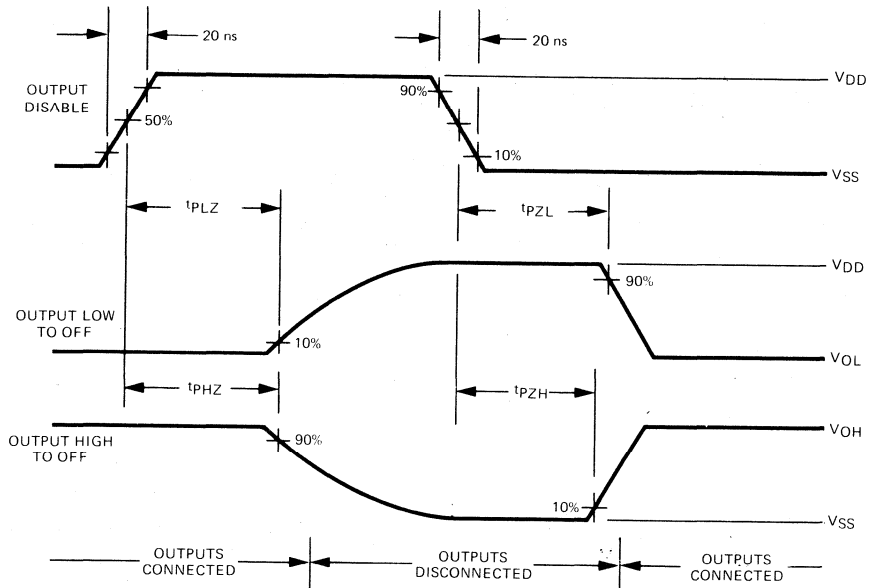 20 ns
20 ns
OUTPUT
DISABLE
50%
90%
10%
VDD
VSS
tPLZ
tPZL
VDD
90%
OUTPUT LOW
TO OFF
10%
VOL
tPHZ
tPZH
OUTPUT HIGH
TO OFF
90%
VOH
10%
VSS
OUTPUTS
CONNECTED
OUTPUTS
DISCONNECTED
OUTPUTS
CONNECTED